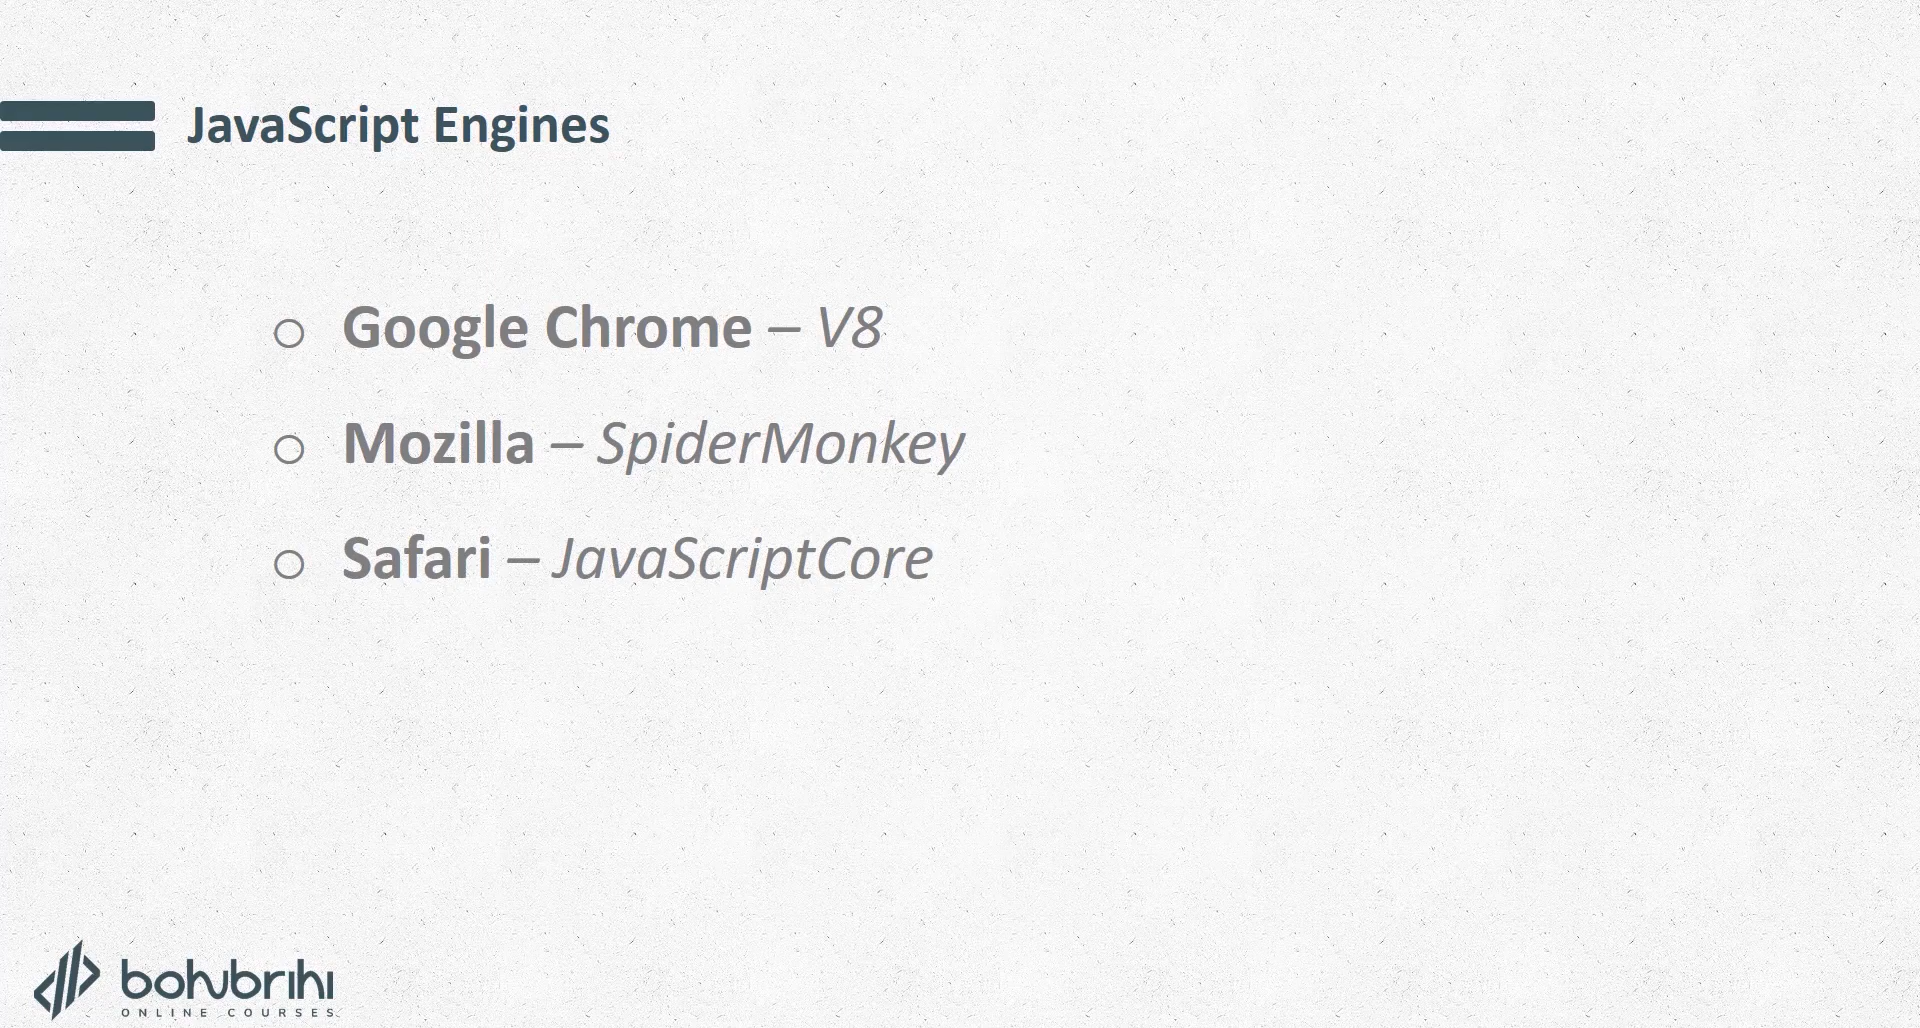 JavaScript Engines
Google Chrome – V8
Mozilla – SpiderMonkey
Safari – JavaScriptCore
bohubrihi
ONLINE COURSES